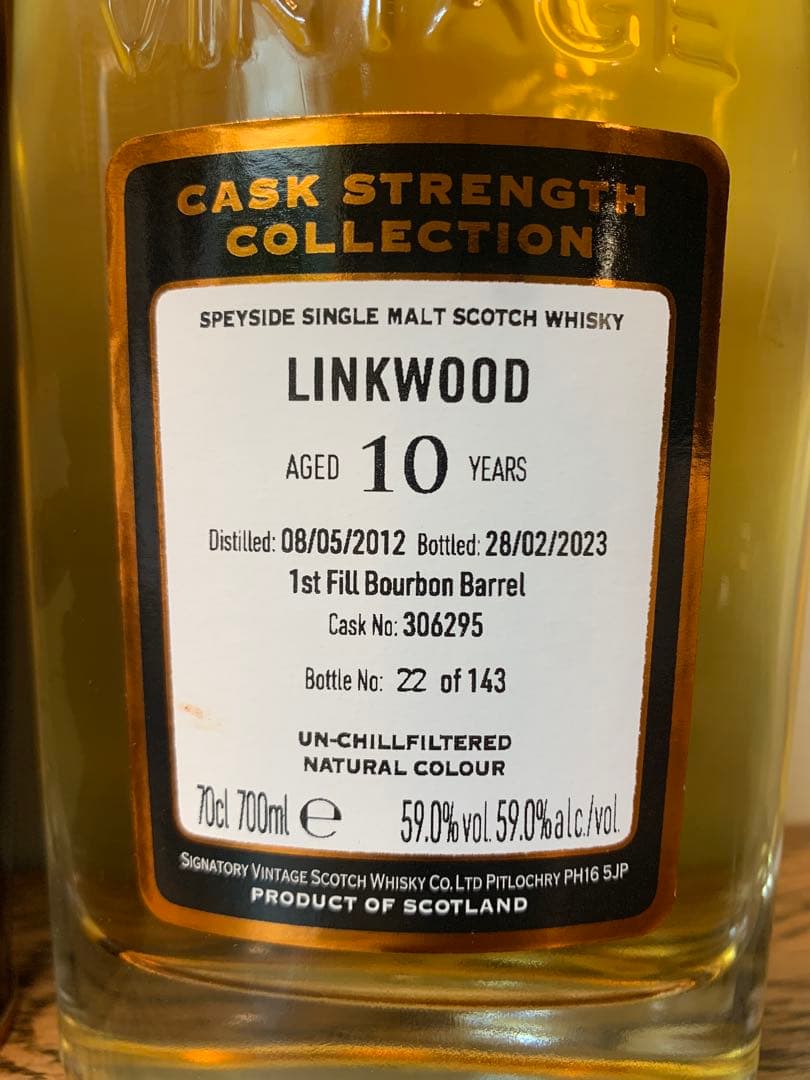 VINTAGE
CASK STRENGTH
COLLECTION
SPEYSIDE SINGLE MALT SCOTCH WHISKY
LINKWOOD
AGED 10 YEARS
Distilled: 08/05/2012 Bottled: 28/02/2023
1st Fill Bourbon Barrel
Cask No: 306295
Bottle No: 22 of 143
UN-CHILLFILTERED
NATURAL COLOUR
70cl 700ml ℮ 59.0%vol. 59.0%alc./vol.
SIGNATORY VINTAGE SCOTCH WHISKY CO. LTD PITLOCHRY PH16 5JP
PRODUCT OF SCOTLAND